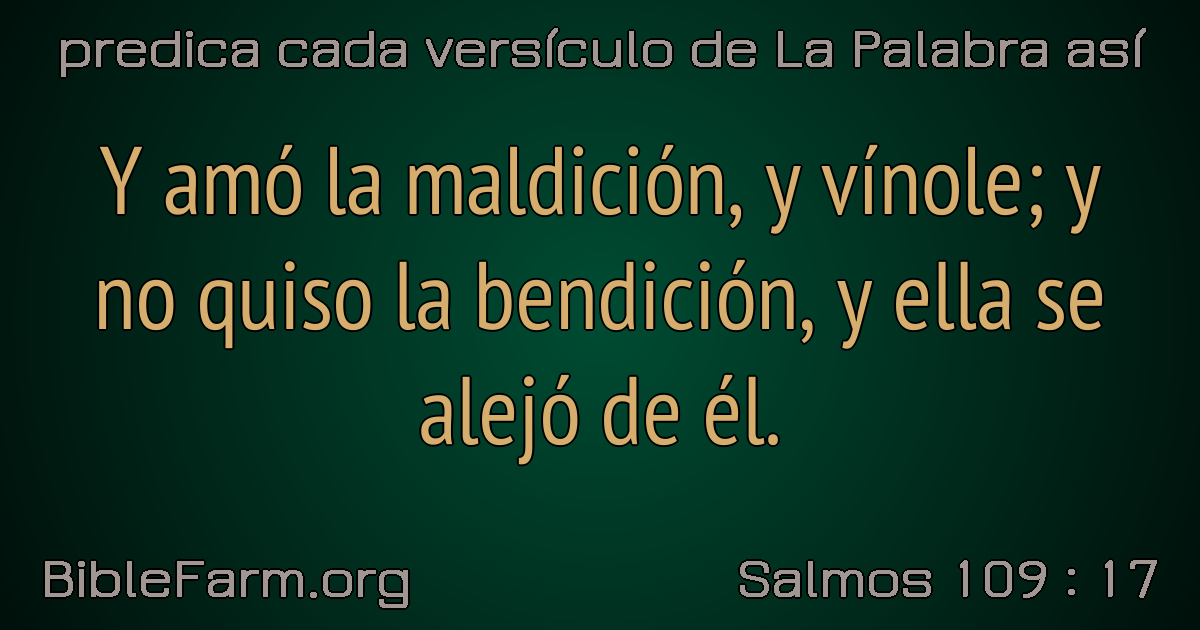 predica cada versículo de La Palabra así
Y amó la maldición, y vínole; y
no quiso la bendición, y ella se
alejó de él.
BibleFarm.org
Salmos 109 : 17